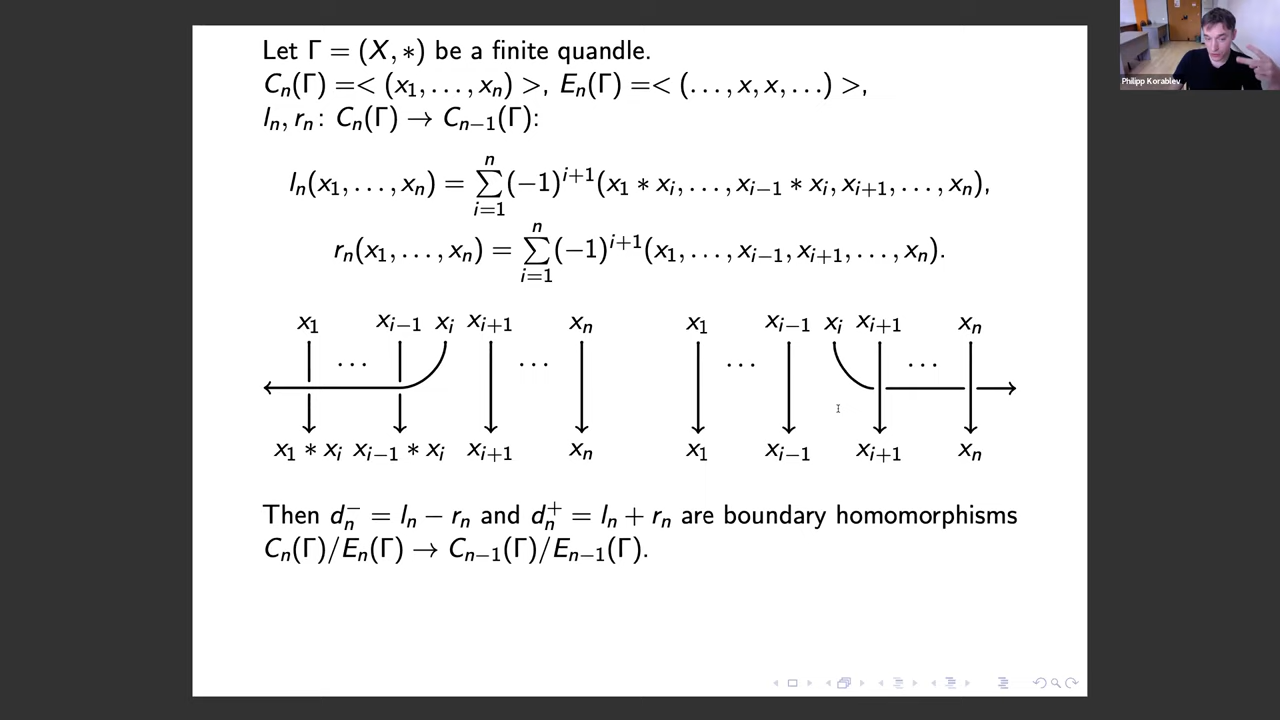 Let Γ = (X, *) be a finite quandle.
C_n(Γ) =< (x_1, . . . , x_n) >, E_n(Γ) =< (. . . , x, x, . . .) >,
l_n, r_n : C_n(Γ) → C_{n−1}(Γ):
l_n(x_1, . . . , x_n) = \sum_{i=1}^{n} (−1)^{i+1}(x_1 * x_i, . . . , x_{i−1} * x_i, x_{i+1}, . . . , x_n),
r_n(x_1, . . . , x_n) = \sum_{i=1}^{n} (−1)^{i+1}(x_1, . . . , x_{i−1}, x_{i+1}, . . . , x_n).
x_1 x_{i−1} x_i x_{i+1} x_n x_1 x_{i−1} x_i x_{i+1} x_n
. . . . . . . . . . . .
x_1 * x_i x_{i−1} * x_i x_{i+1} x_n x_1 x_{i−1} x_{i+1} x_n
Then d_n^− = l_n − r_n and d_n^+ = l_n + r_n are boundary homomorphisms
C_n(Γ)/E_n(Γ) → C_{n−1}(Γ)/E_{n−1}(Γ).
Philipp Korablev